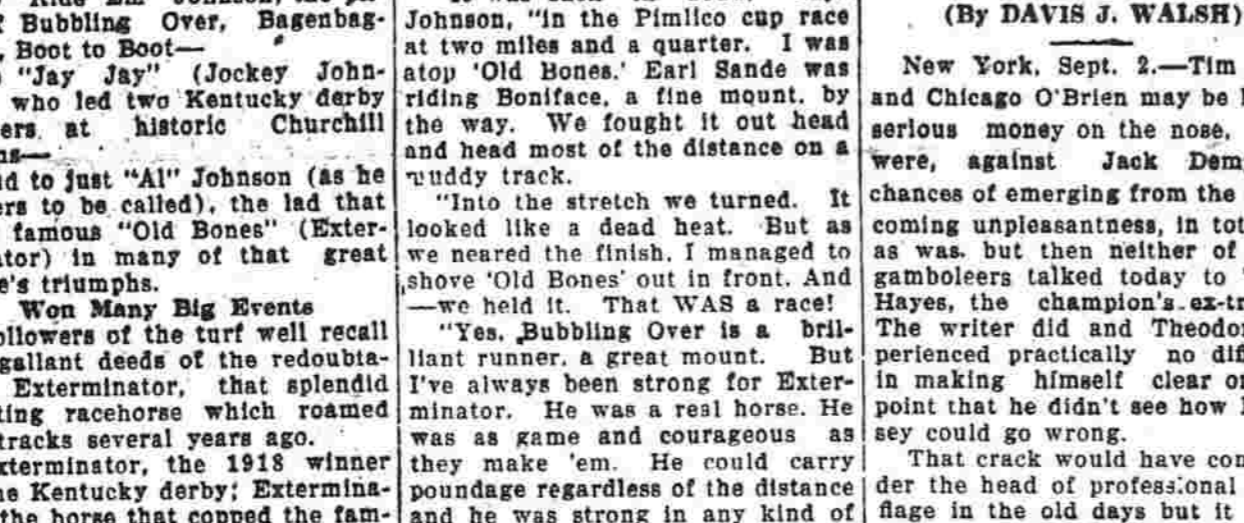 Bubbling Over, Bagenbag-
Boot to Boot—
"Jay Jay" (Jockey John-
who led two Kentucky derby
ers at historic Churchill
ns—
d to just "Al" Johnson (as he
ers to be called), the lad that
famous "Old Bones" (Exter-
ator) in many of that great
e's triumphs.
Won Many Big Events
ollowers of the turf well recall
gallant deeds of the redoubta-
Exterminator, that splendid
ting racehorse which roamed
tracks several years ago.
xterminator, the 1918 winner
he Kentucky derby; Extermina-
the horse that copped the fam-
Johnson, "in the Pimlico cup race
at two miles and a quarter. I was
atop 'Old Bones.' Earl Sande was
riding Boniface, a fine mount, by
the way. We fought it out head
and head most of the distance on a
muddy track.
"Into the stretch we turned. It
looked like a dead heat. But as
we neared the finish, I managed to
shove 'Old Bones' out in front. And
—we held it. That WAS a race!
"Yes, Bubbling Over is a bril-
liant runner, a great mount. But
I've always been strong for Exter-
minator. He was a real horse. He
was as game and courageous as
they make 'em. He could carry
poundage regardless of the distance
and he was strong in any kind of
(By DAVIS J. WALSH)
New York, Sept. 2.—Tim
and Chicago O'Brien may be
serious money on the nose,
were, against Jack Dem
chances of emerging from the
coming unpleasantness, in tot
as was, but then neither of
gamboleers talked today to
Hayes, the champion's ex-tr
The writer did and Theodor
perienced practically no dif
in making himself clear o
point that he didn't see how
sey could go wrong.
That crack would have con
der the head of professional
flage in the old days but it